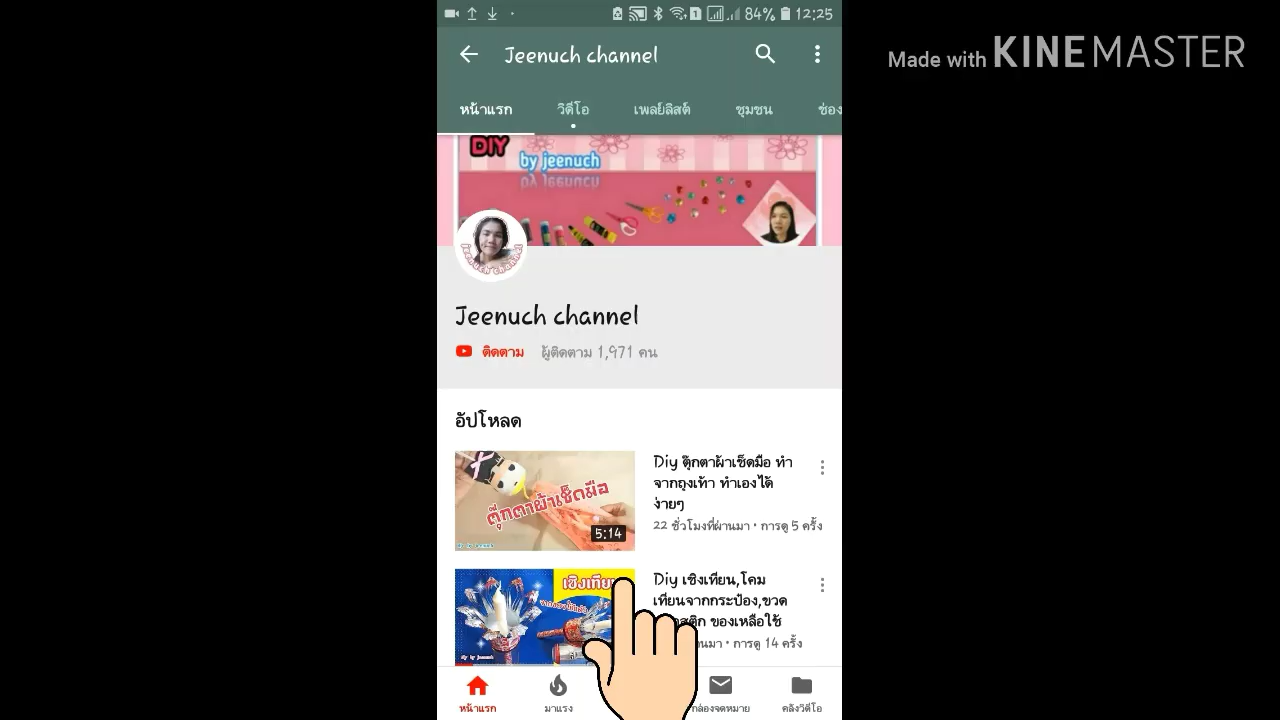 84% 12:25
Made with KINEMASTER
Jeenuch channel
หน้าแรก วิดีโอ เพลย์ลิสต์ ชุมชน ช่อง
DIY
by jeenuch
jeenuch channel
Jeenuch channel
ติดตาม ผู้ติดตาม 1,971 คน
อัปโหลด
ตุ๊กตาผ้าเช็ดมือ
5:14
Diy ตุ๊กตาผ้าเช็ดมือ ทำ
จากถุงเท้า ทำเองได้
ง่ายๆ
22 ชั่วโมงที่ผ่านมา • การดู 5 ครั้ง
เชิงเทียน
diy by jeenuch
Diy เชิงเทียน,โคม
เทียนจากกระป๋อง,ขวด
ของเหลือใช้
• การดู 14 ครั้ง
หน้าแรก มาแรง กล่องจดหมาย คลังวิดีโอ